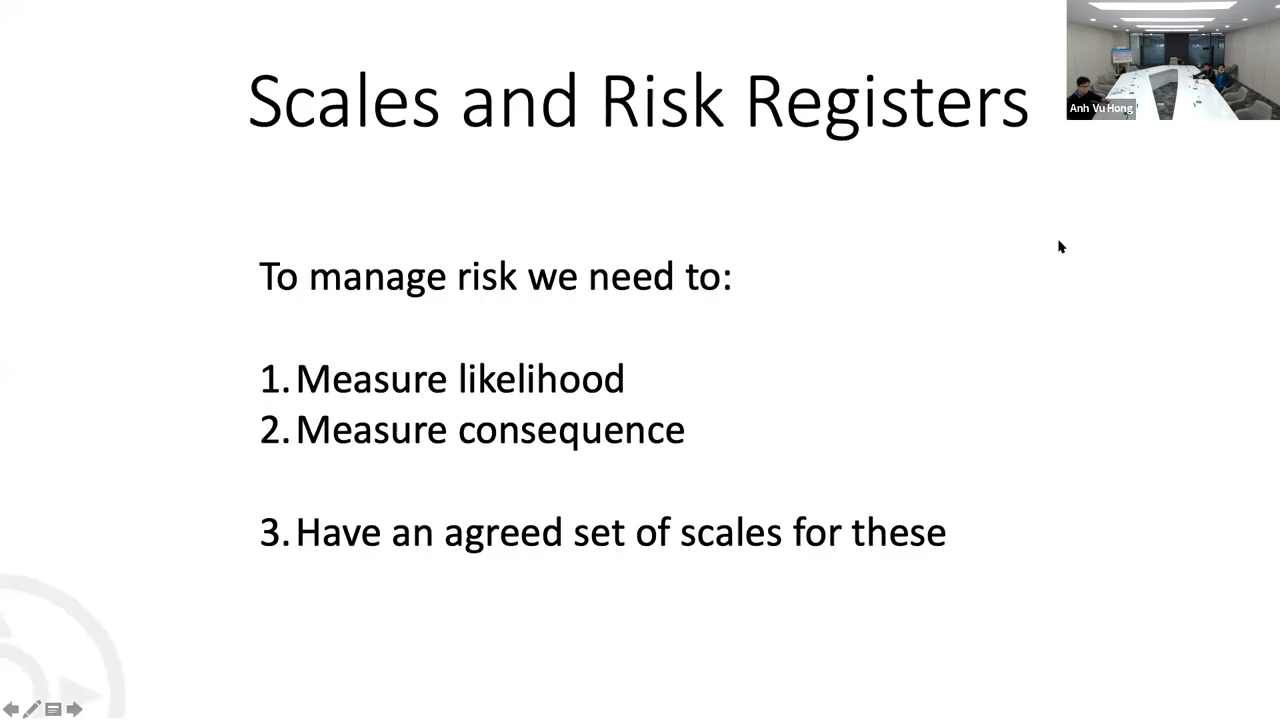 Scales and Risk Registers
Anh Vu Hong
To manage risk we need to:
1. Measure likelihood
2. Measure consequence
3. Have an agreed set of scales for these